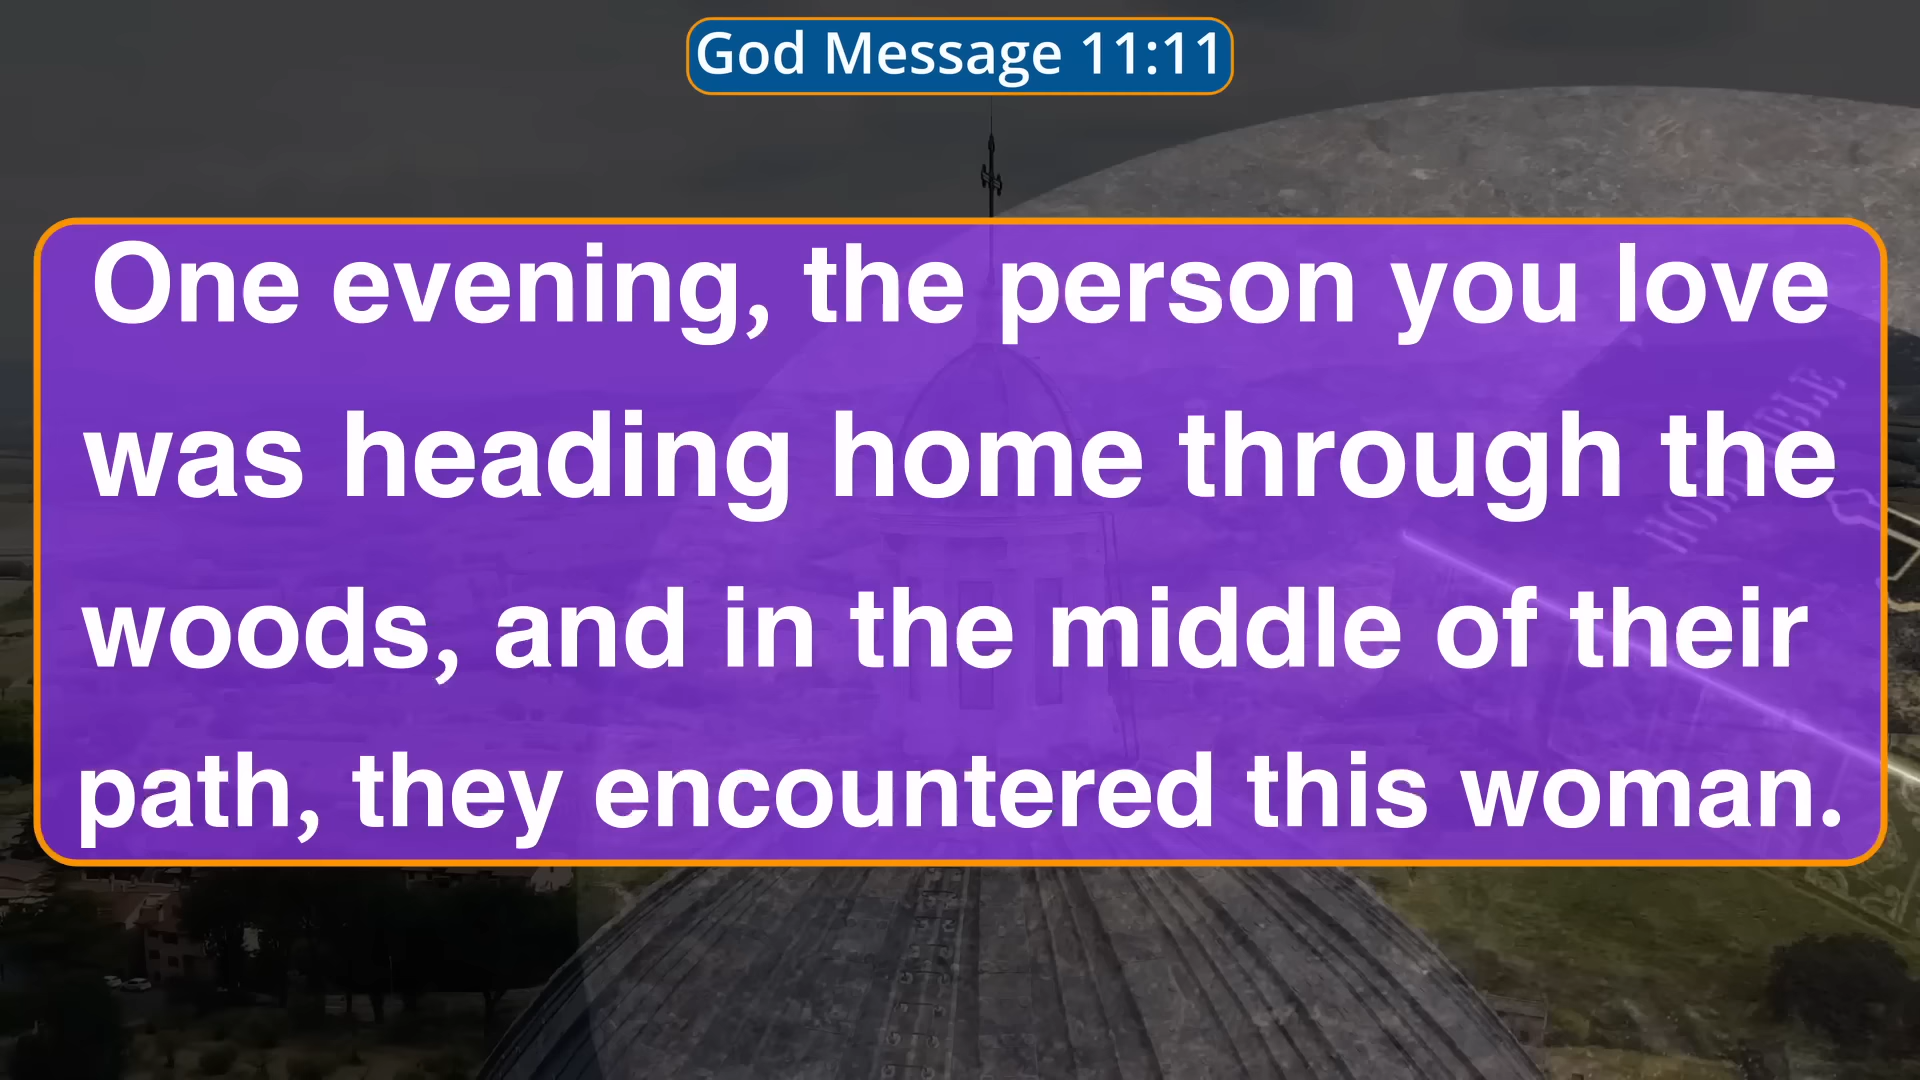 God Message 11:11
One evening, the person you love
was heading home through the
woods, and in the middle of their
path, they encountered this woman.